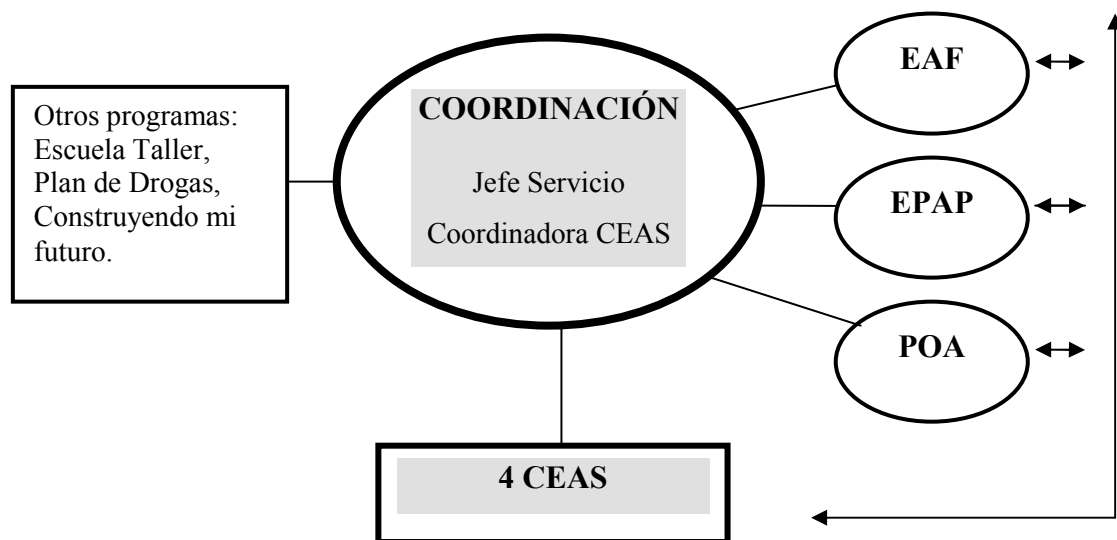 Otros programas:
Escuela Taller,
Plan de Drogas,
Construyendo mi
futuro.
COORDINACIÓN
Jefe Servicio
Coordinadora CEAS
EAF
EPAP
POA
4 CEAS